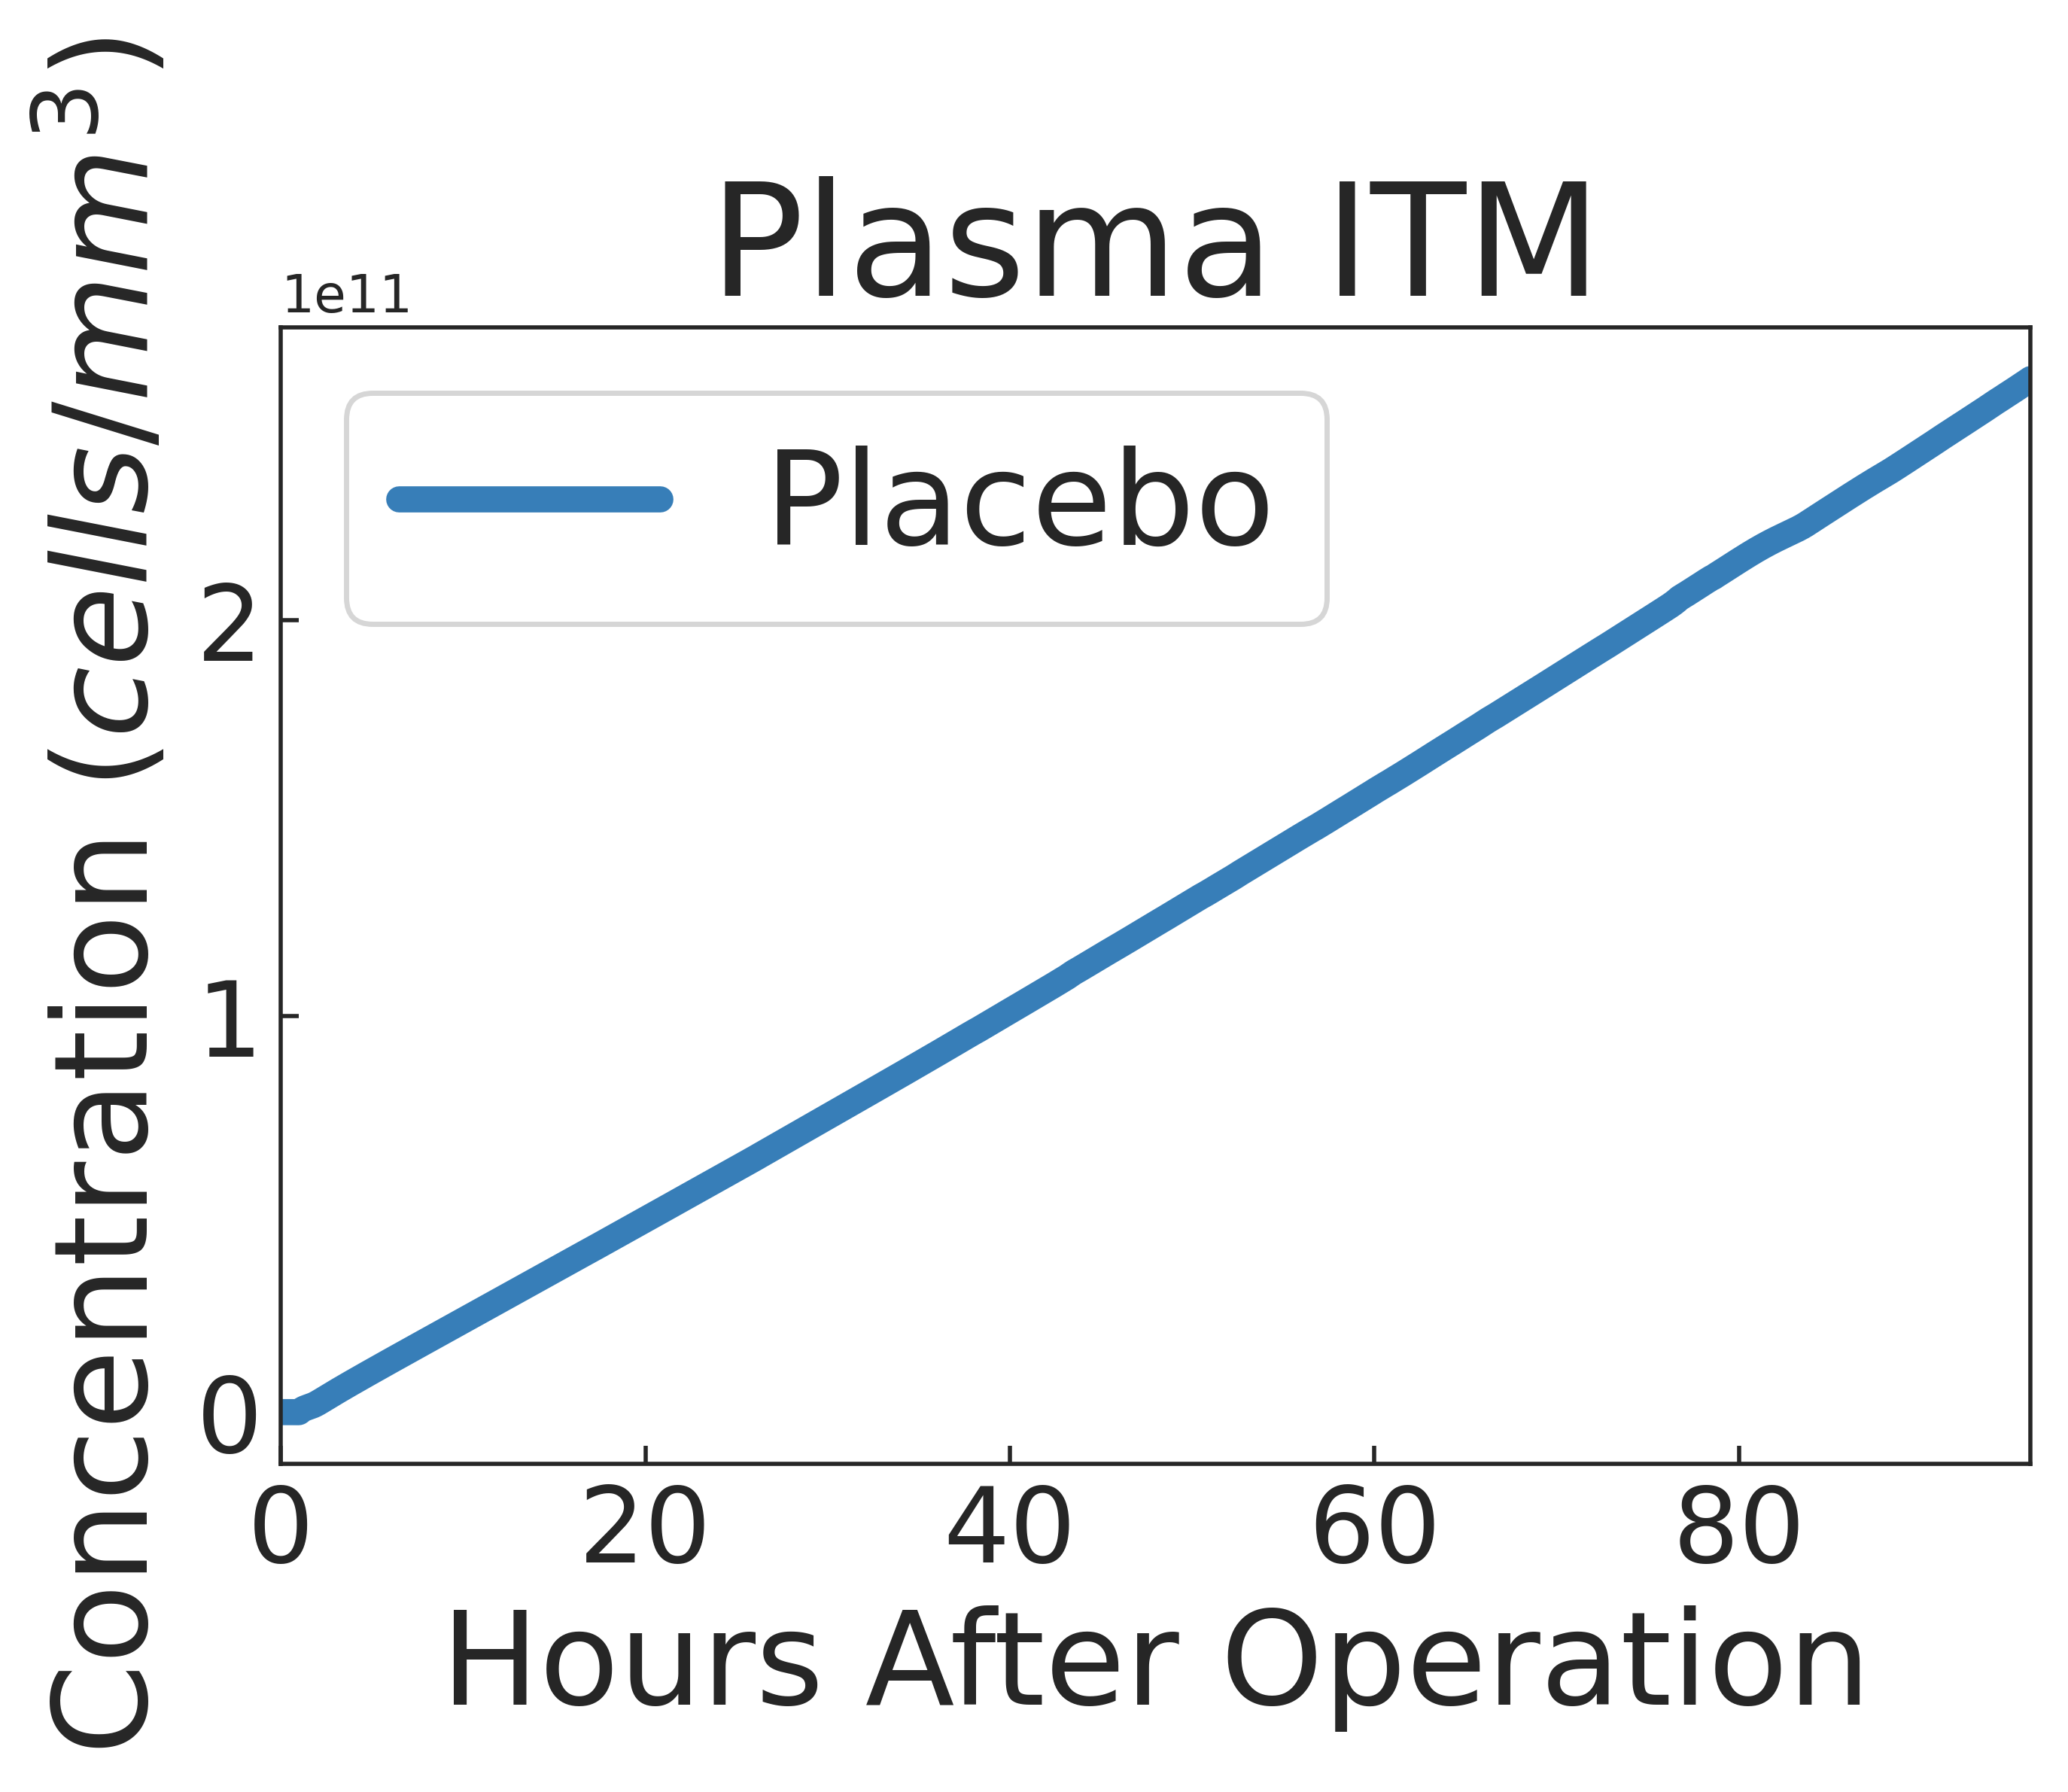 Plasma ITM
1e11
Concentration (cells/mm³)
Placebo
2
1
0
0 20 40 60 80
Hours After Operation